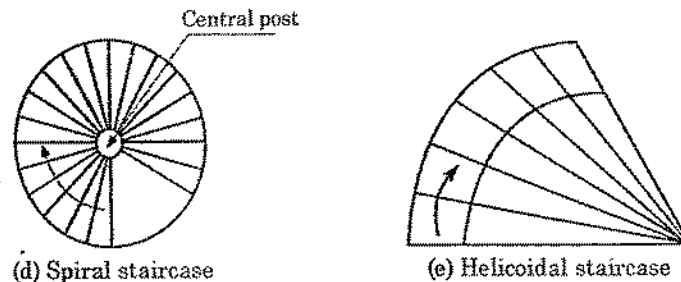 Central post
(d) Spiral staircase
(e) Helicoidal staircase